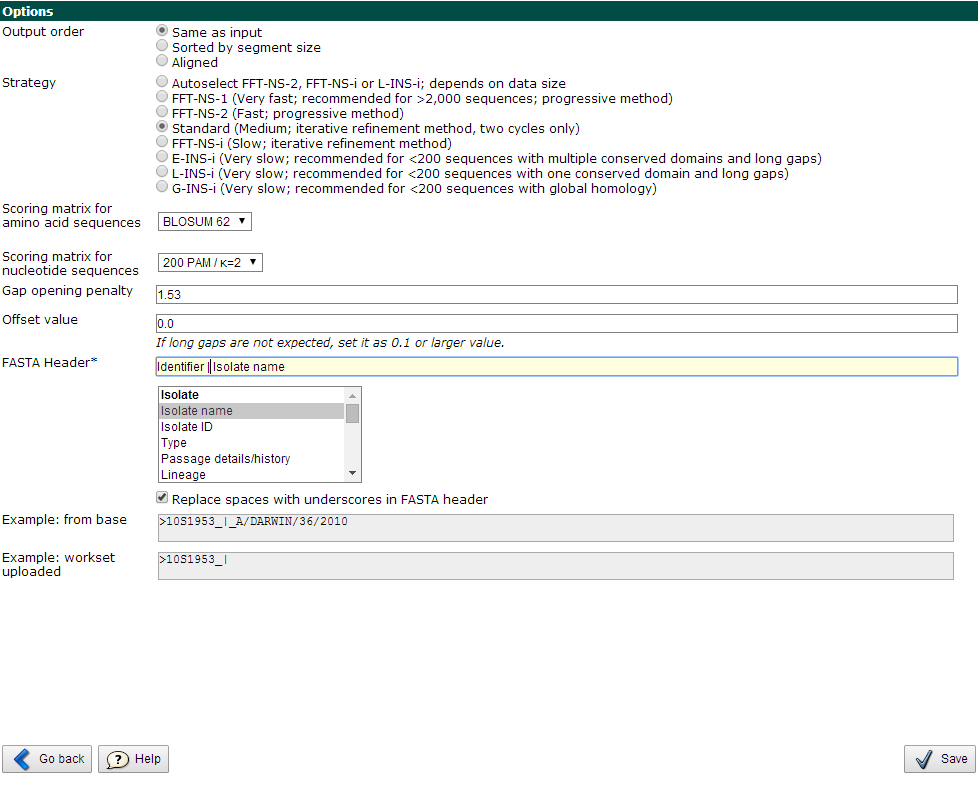 Options
Output order
Same as input
Sorted by segment size
Aligned
Strategy
Autoselect FFT-NS-2, FFT-NS-i or L-INS-i; depends on data size
FFT-NS-1 (Very fast; recommended for >2,000 sequences; progressive method)
FFT-NS-2 (Fast; progressive method)
Standard (Medium; iterative refinement method, two cycles only)
FFT-NS-i (Slow; iterative refinement method)
E-INS-i (Very slow; recommended for <200 sequences with multiple conserved domains and long gaps)
L-INS-i (Very slow; recommended for <200 sequences with one conserved domain and long gaps)
G-INS-i (Very slow; recommended for <200 sequences with global homology)
Scoring matrix for
amino acid sequences
BLOSUM 62
Scoring matrix for
nucleotide sequences
200 PAM / κ=2
Gap opening penalty
1.53
Offset value
0.0
If long gaps are not expected, set it as 0.1 or larger value.
FASTA Header*
Identifier | Isolate name
Isolate
Isolate name
Isolate ID
Type
Passage details/history
Lineage
Replace spaces with underscores in FASTA header
Example: from base
>10S1953_|_A/DARWIN/36/2010
Example: workset
uploaded
>10S1953_|
Go back
Help
Save